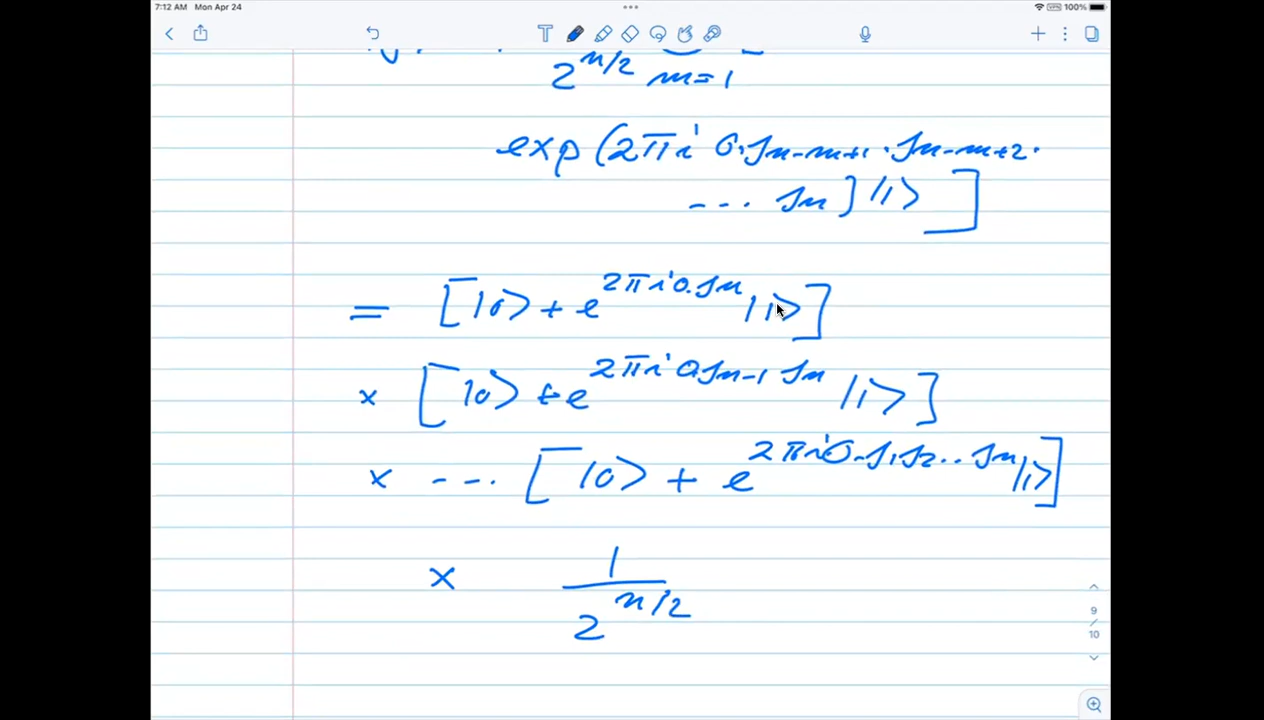 7:12 AM Mon Apr 24
VPN 100%
2^{n/2} m=1
exp(2πi 0.j_{n-m+1}.j_{n-m+2}.
... j_n]|1>]
= [|0> + e^{2πi 0.j_n}|1>]
x [|0> + e^{2πi 0.j_{n-1} j_n} |1>]
x ... [|0> + e^{2πi 0.j_1 j_2 .. j_n}|1>]
x 1/2^{n/2}
9
/
10